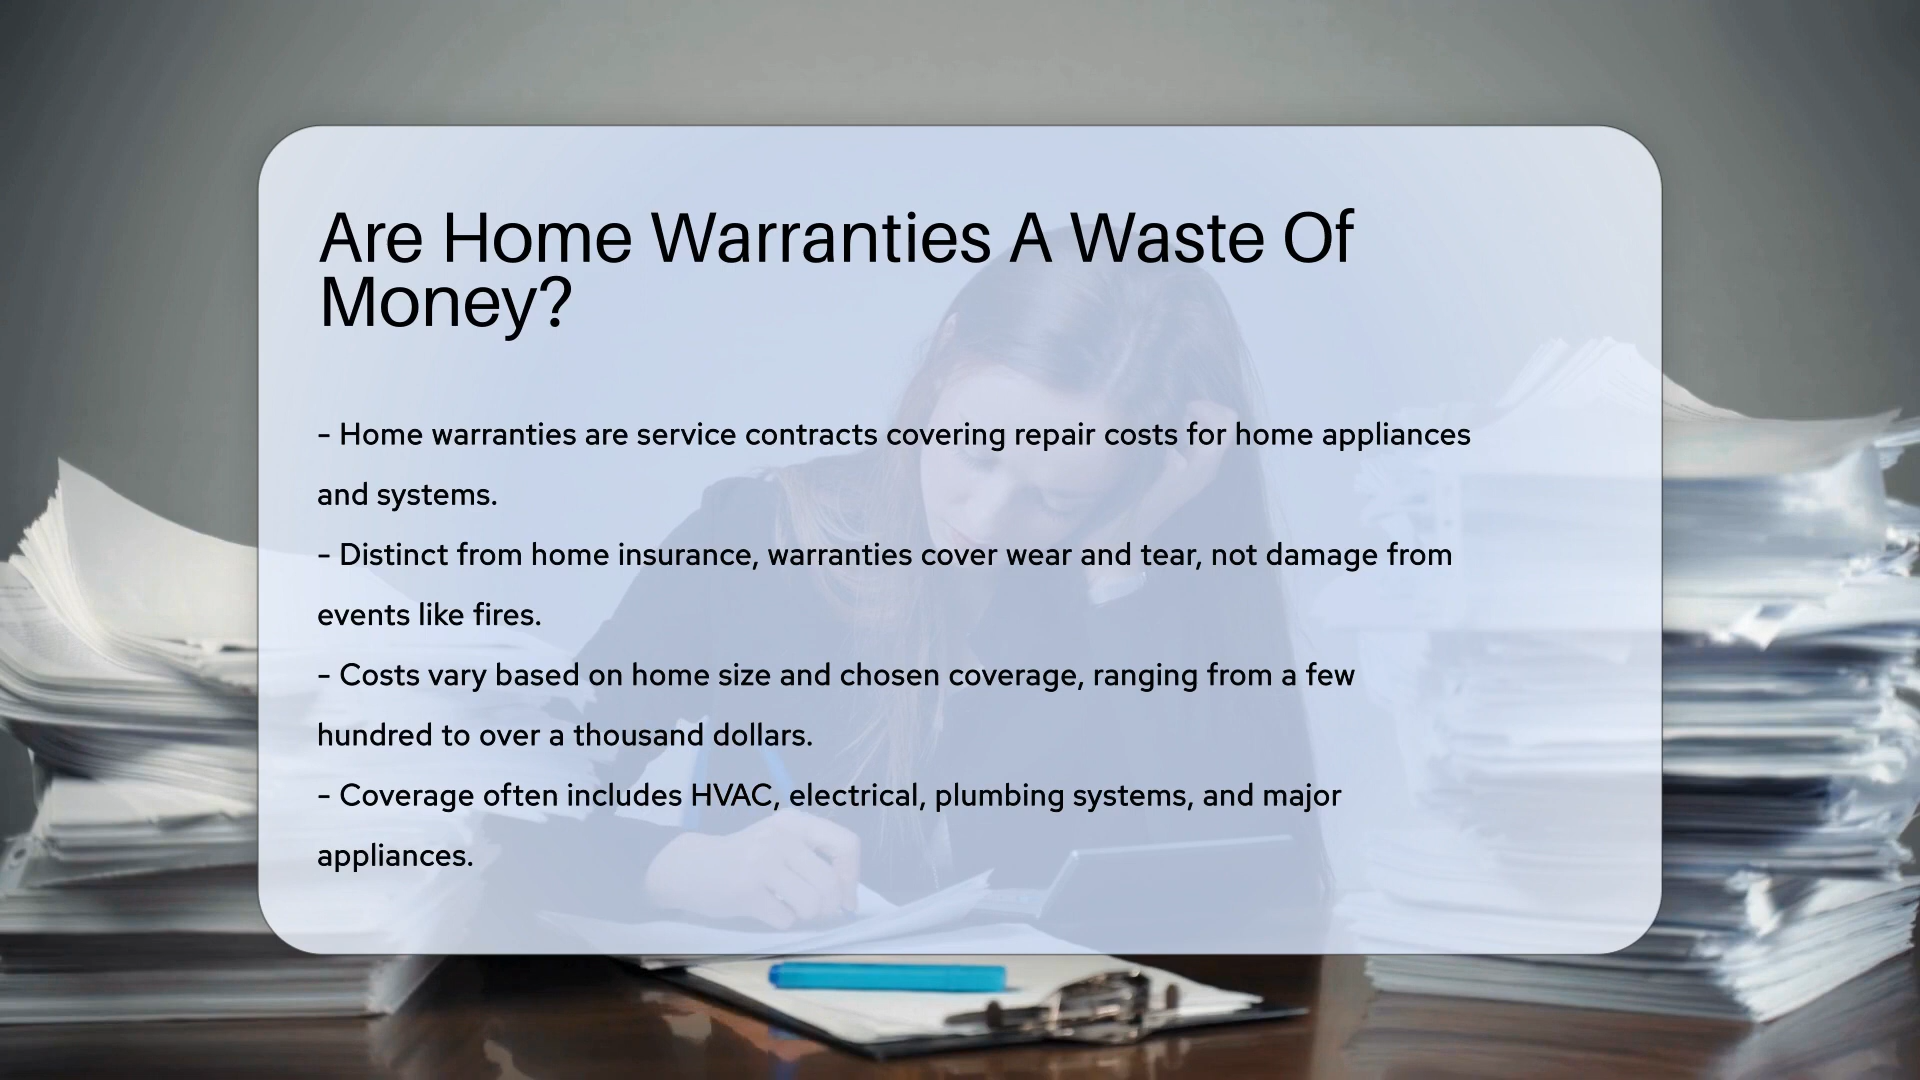 Are Home Warranties A Waste Of
Money?
- Home warranties are service contracts covering repair costs for home appliances
and systems.
- Distinct from home insurance, warranties cover wear and tear, not damage from
events like fires.
- Costs vary based on home size and chosen coverage, ranging from a few
hundred to over a thousand dollars.
- Coverage often includes HVAC, electrical, plumbing systems, and major
appliances.